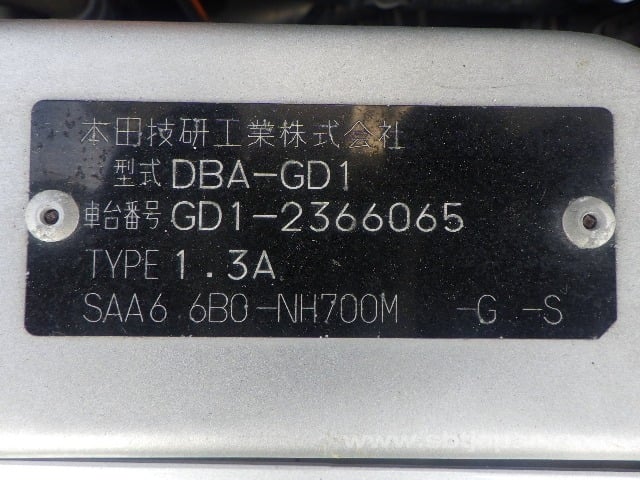 本田技研工業株式会社
型式 DBA-GD1
車台番号 GD1-2366065
TYPE 1.3A
SAA6 6B0-NH700M -G -S